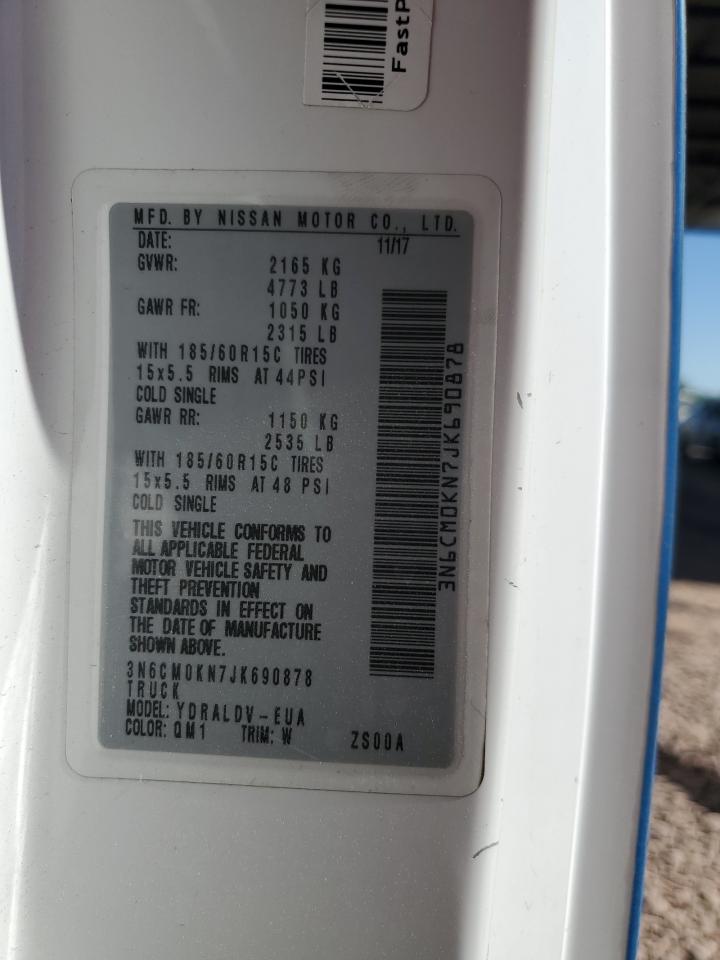 FastP
MFD. BY NISSAN MOTOR CO., LTD.
DATE: 11/17
GVWR: 2165 KG
4773 LB
GAWR FR: 1050 KG
2315 LB
WITH 185/60R15C TIRES
15x5.5 RIMS AT 44PSI
COLD SINGLE
GAWR RR: 1150 KG
2535 LB
WITH 185/60R15C TIRES
15x5.5 RIMS AT 48 PSI
COLD SINGLE
THIS VEHICLE CONFORMS TO
ALL APPLICABLE FEDERAL
MOTOR VEHICLE SAFETY AND
THEFT PREVENTION
STANDARDS IN EFFECT ON
THE DATE OF MANUFACTURE
SHOWN ABOVE.
3N6CM0KN7JK690878
TRUCK
MODEL: YDRALDV-EUA
COLOR: QM1 TRIM: W ZS00A
3N6CM0KN7JK690878